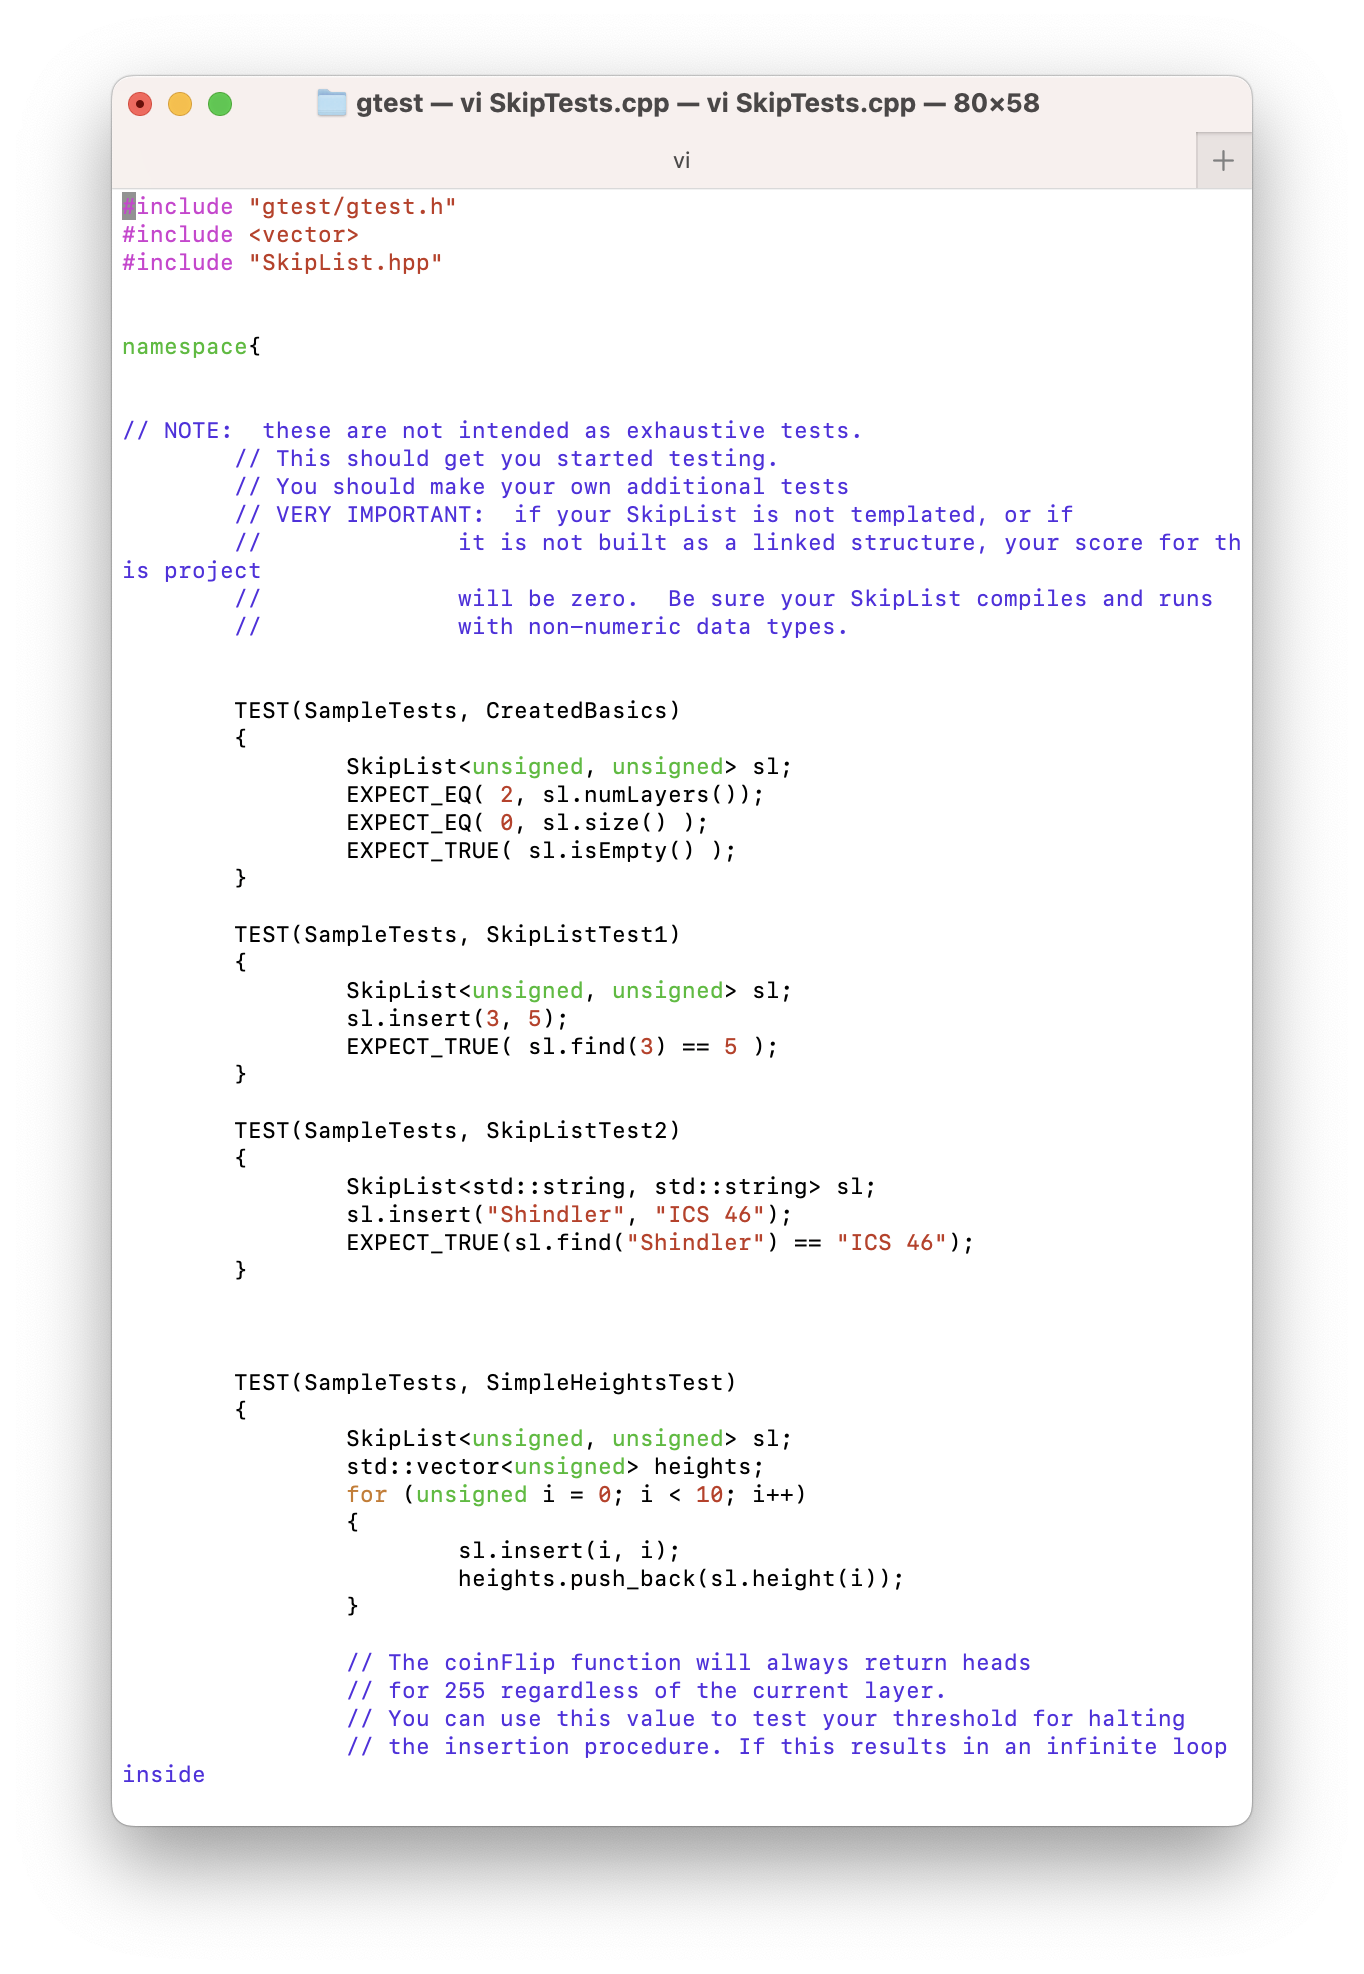 gtest — vi SkipTests.cpp — vi SkipTests.cpp — 80×58
vi
#include "gtest/gtest.h"
#include <vector>
#include "SkipList.hpp"
namespace{
// NOTE:  these are not intended as exhaustive tests.
// This should get you started testing.
// You should make your own additional tests
// VERY IMPORTANT:  if your SkipList is not templated, or if
//              it is not built as a linked structure, your score for th
is project
//              will be zero.  Be sure your SkipList compiles and runs
//              with non-numeric data types.
TEST(SampleTests, CreatedBasics)
{
SkipList<unsigned, unsigned> sl;
EXPECT_EQ( 2, sl.numLayers());
EXPECT_EQ( 0, sl.size() );
EXPECT_TRUE( sl.isEmpty() );
}
TEST(SampleTests, SkipListTest1)
{
SkipList<unsigned, unsigned> sl;
sl.insert(3, 5);
EXPECT_TRUE( sl.find(3) == 5 );
}
TEST(SampleTests, SkipListTest2)
{
SkipList<std::string, std::string> sl;
sl.insert("Shindler", "ICS 46");
EXPECT_TRUE(sl.find("Shindler") == "ICS 46");
}
TEST(SampleTests, SimpleHeightsTest)
{
SkipList<unsigned, unsigned> sl;
std::vector<unsigned> heights;
for (unsigned i = 0; i < 10; i++)
{
sl.insert(i, i);
heights.push_back(sl.height(i));
}
// The coinFlip function will always return heads
// for 255 regardless of the current layer.
// You can use this value to test your threshold for halting
// the insertion procedure. If this results in an infinite loop
inside